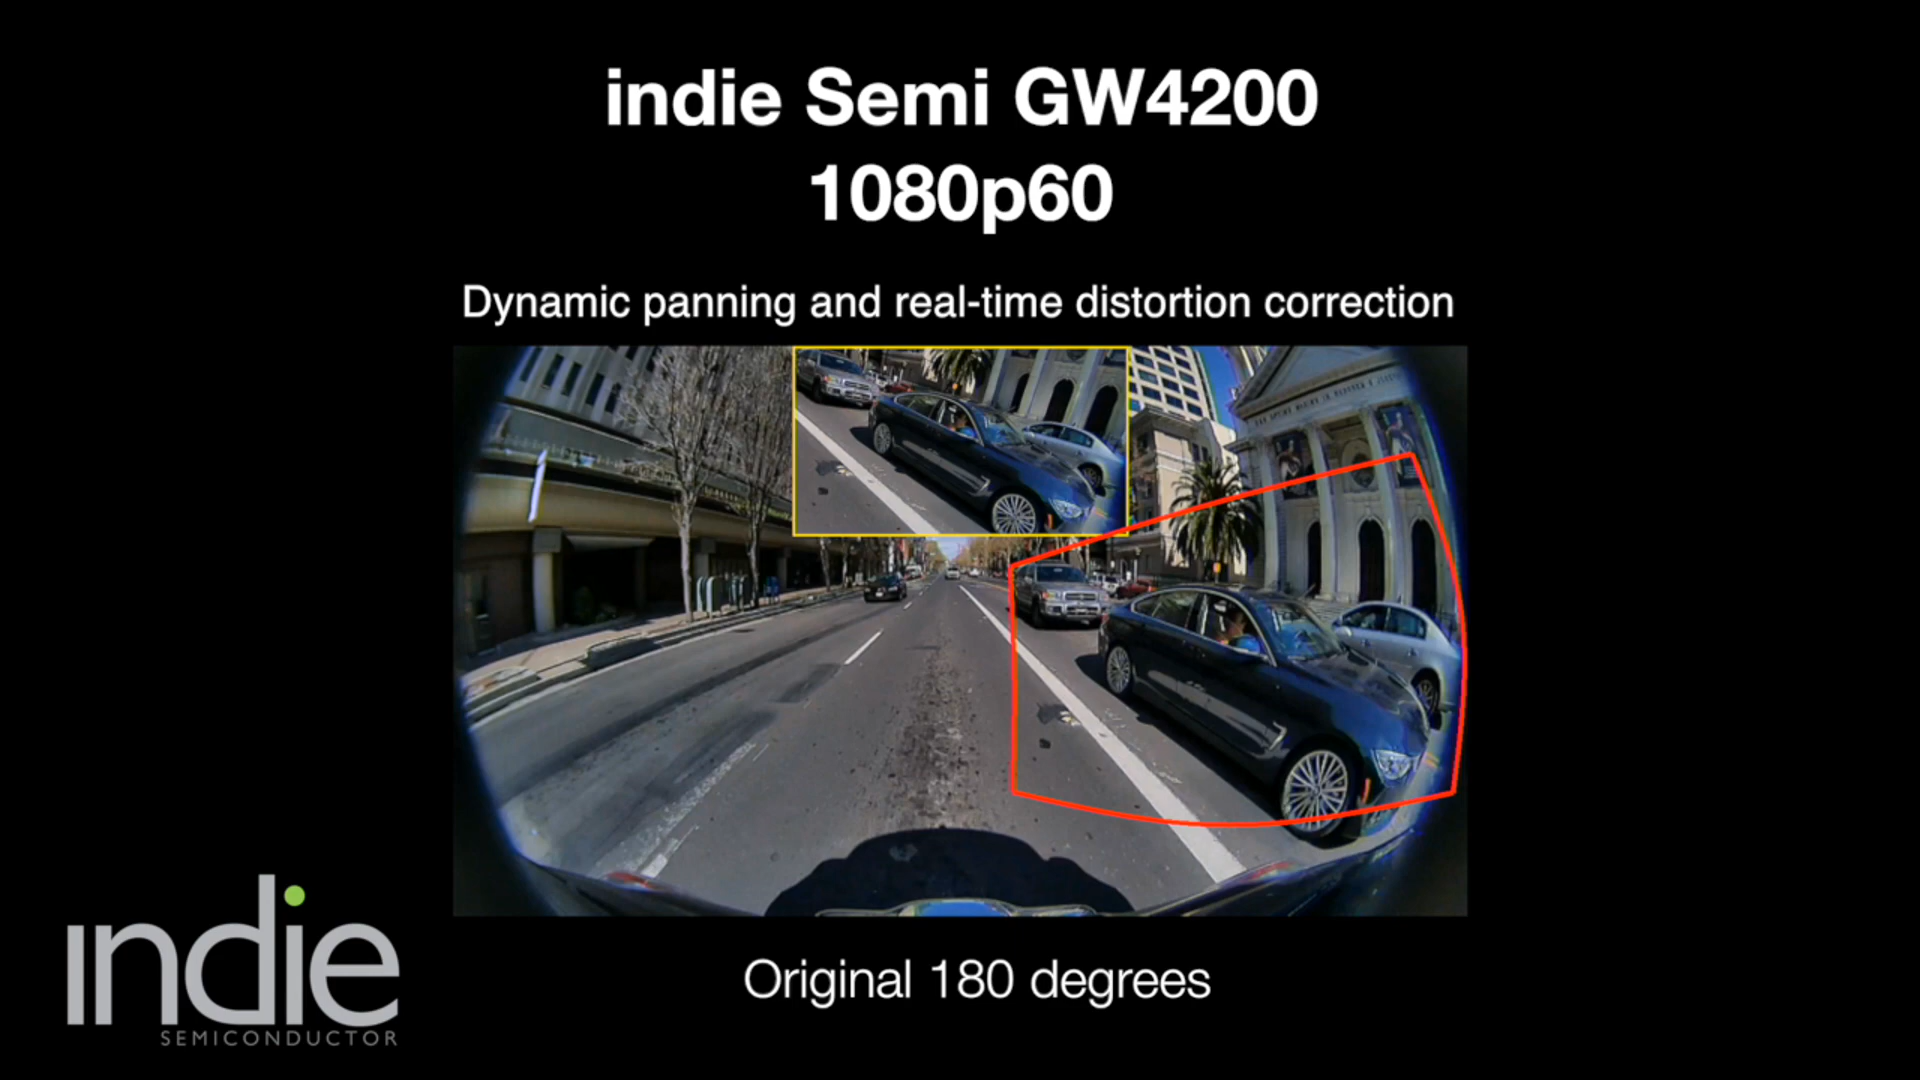 indie Semi GW4200
1080p60
Dynamic panning and real-time distortion correction
Original 180 degrees
indie
SEMICONDUCTOR